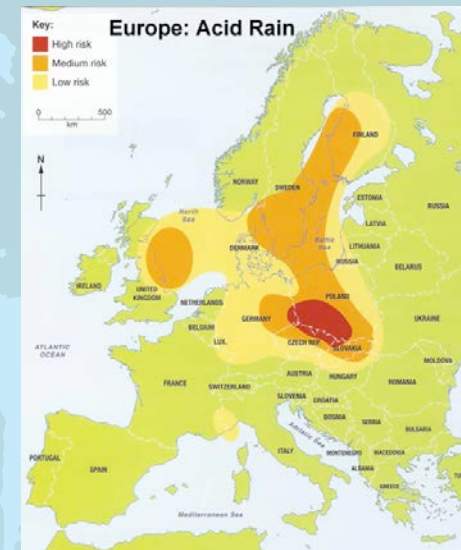 Europe: Acid Rain
Key:
High risk
Medium risk
Low risk
0 500
km
N
FINLAND
NORWAY
SWEDEN
North
Sea
ESTONIA
RUSSIA
LATVIA
DENMARK
Baltic
Sea
LITHUANIA
RUSSIA
BELARUS
IRELAND
UNITED
KINGDOM
NETHERLANDS
POLAND
GERMANY
BELGIUM
UKRAINE
LUX.
CZECH REP.
SLOVAKIA
ATLANTIC
OCEAN
MOLDOVA
AUSTRIA
HUNGARY
FRANCE
SWITZERLAND
ROMANIA
SLOVENIA
CROATIA
BOSNIA
SERBIA
Adriatic Sea
BULGARIA
ITALY
MONTENEGRO
MACEDONIA
PORTUGAL
SPAIN
ALBANIA
GREECE
Mediterranean Sea